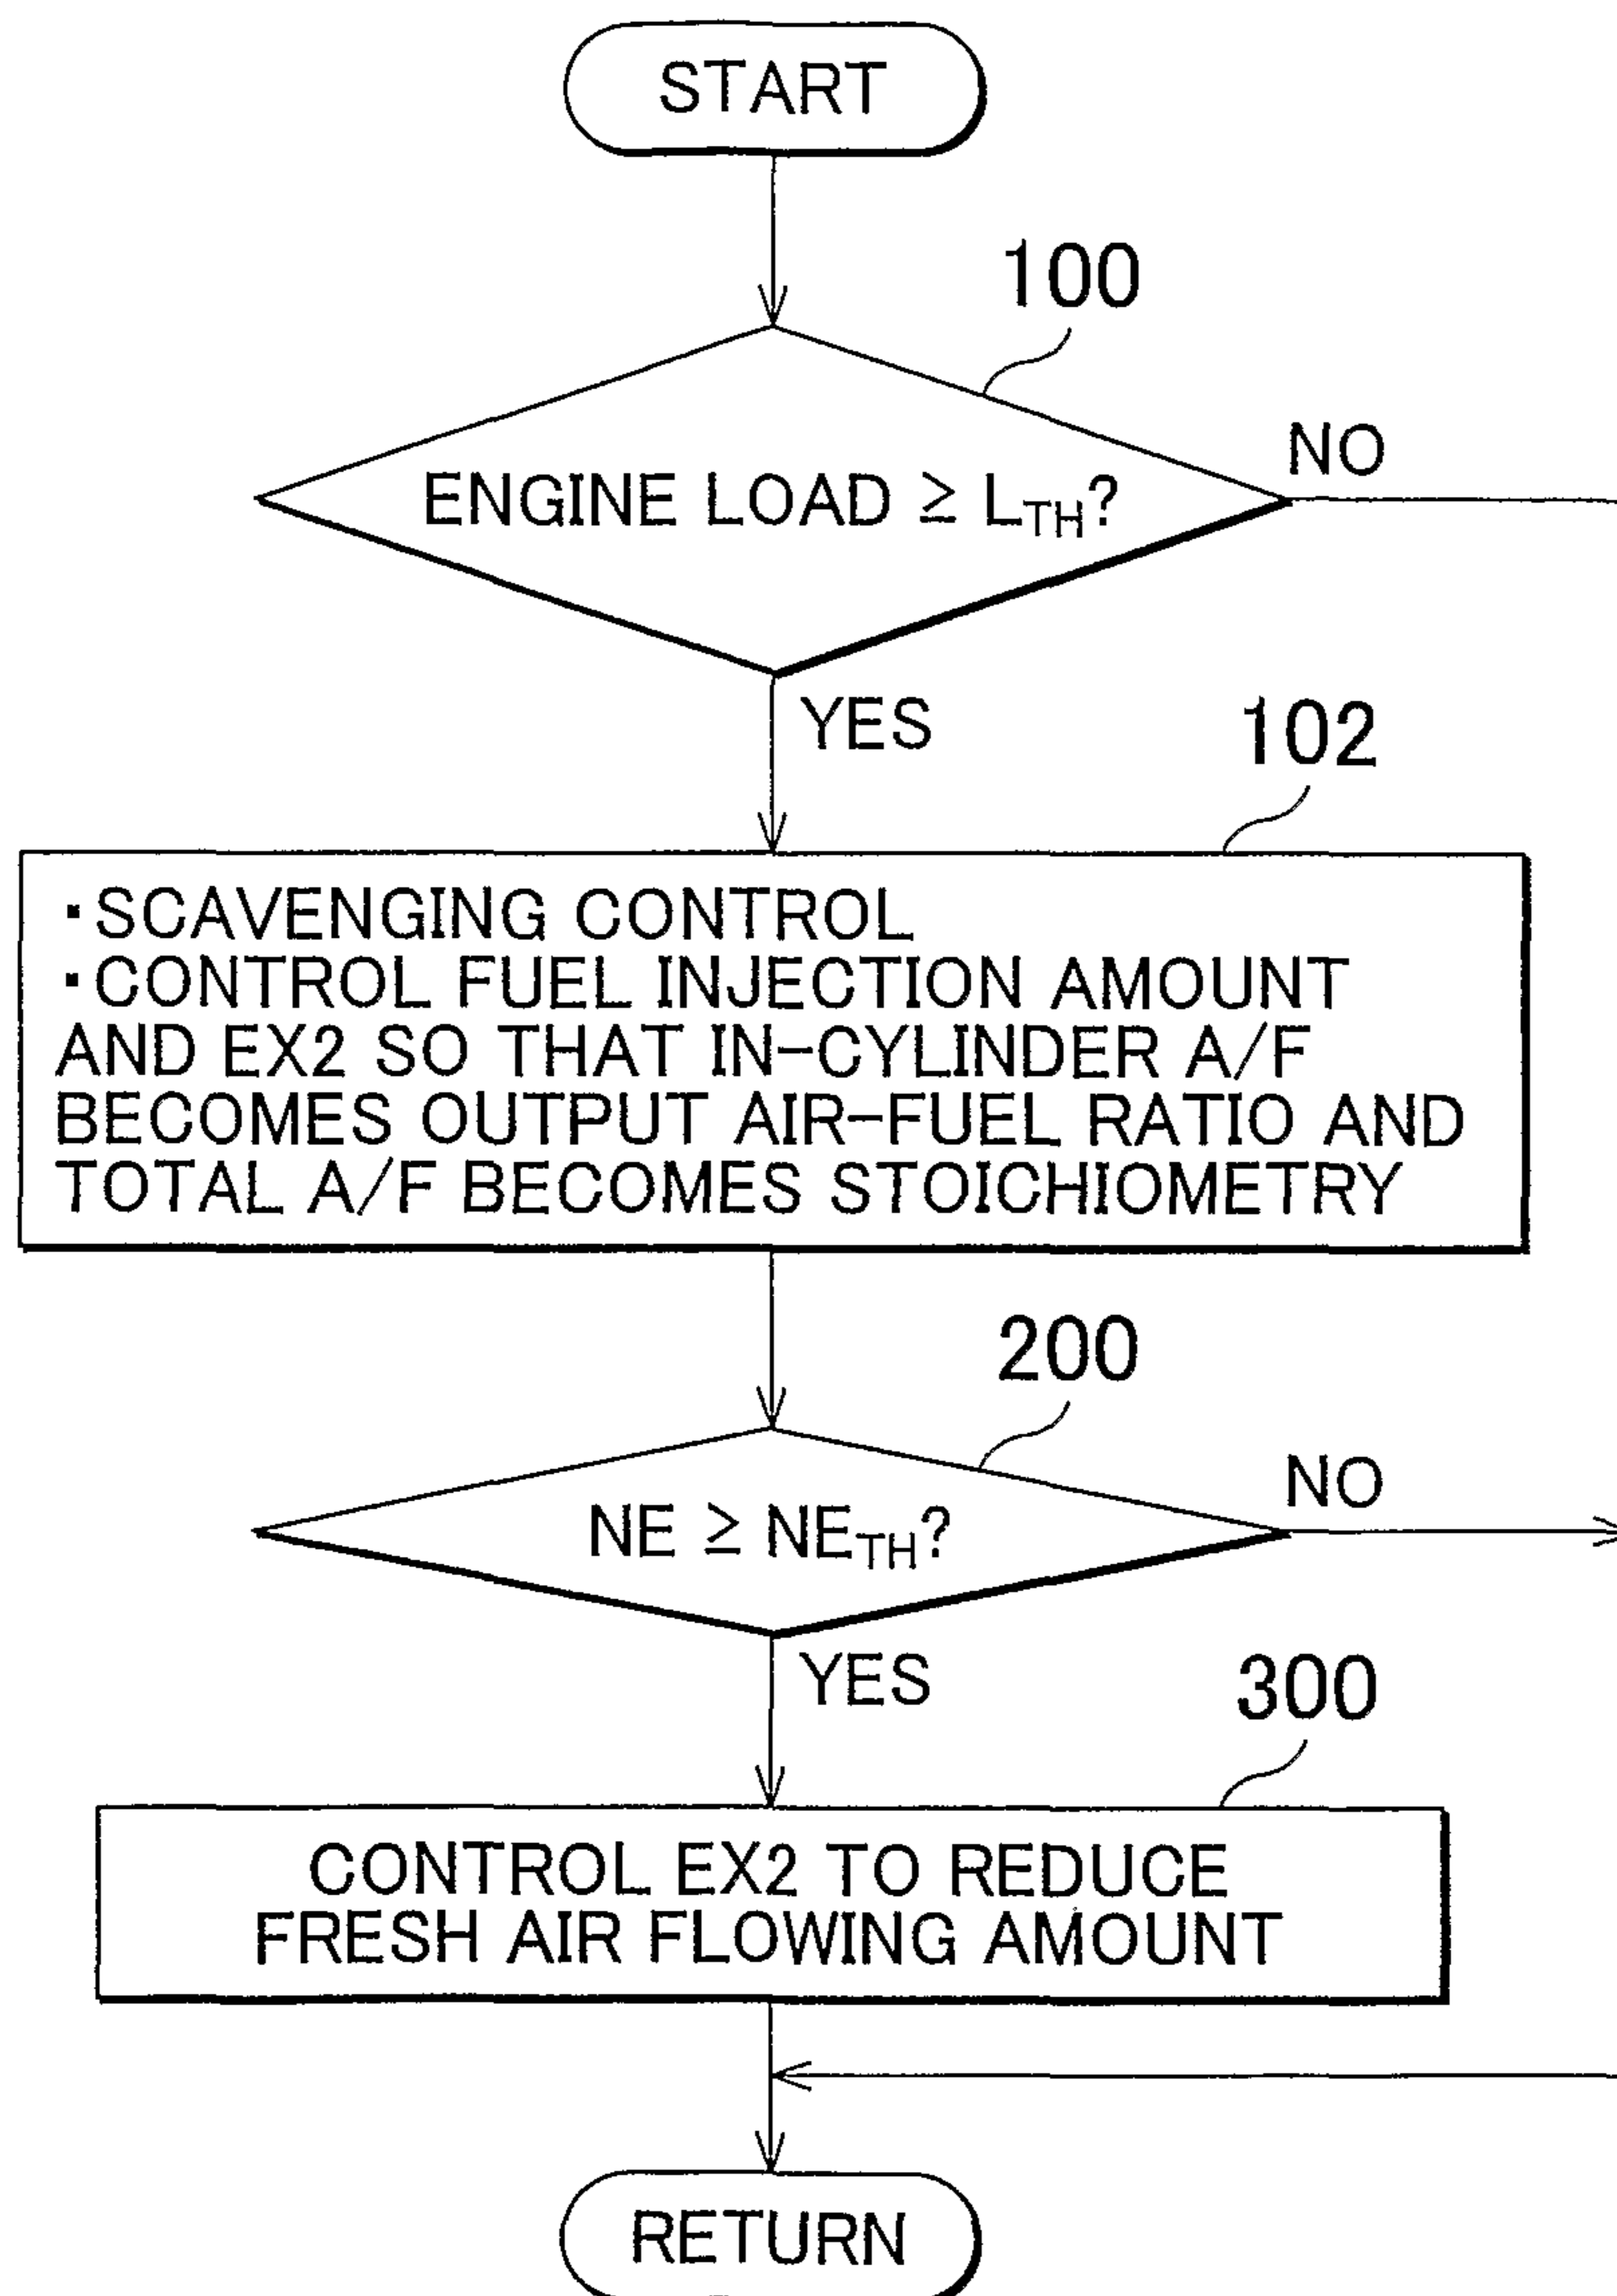 START
100
ENGINE LOAD ≥ LTH?
NO
YES
102
・SCAVENGING CONTROL
・CONTROL FUEL INJECTION AMOUNT
AND EX2 SO THAT IN-CYLINDER A/F
BECOMES OUTPUT AIR-FUEL RATIO AND
TOTAL A/F BECOMES STOICHIOMETRY
200
NE ≥ NETH?
NO
YES
300
CONTROL EX2 TO REDUCE
FRESH AIR FLOWING AMOUNT
RETURN